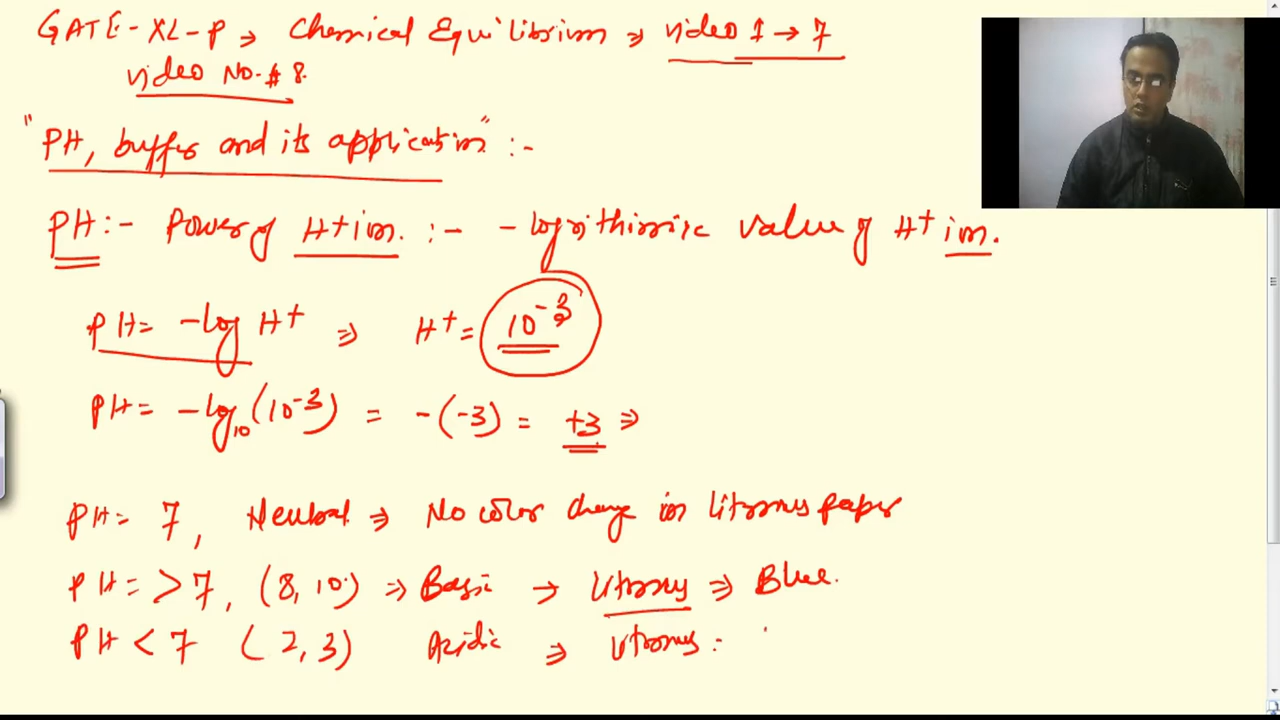 GATE-XL-P ⇒ Chemical Equilibrium ⇒ video 1 → 7
video No. # 8.
"PH, buffer and its application" :-
PH :- Power of H+ ion. :- - logrithimic value of H+ ion.
PH = -log H+ ⇒ H+ = 10^-3
PH = -log10 (10^-3) = -(-3) = +3 ⇒
PH = 7, Neutral ⇒ No color change in litmus paper
PH = > 7, (8, 10) ⇒ Basic → litmus ⇒ Blue.
PH < 7 (2, 3) Acidic ⇒ litmus :